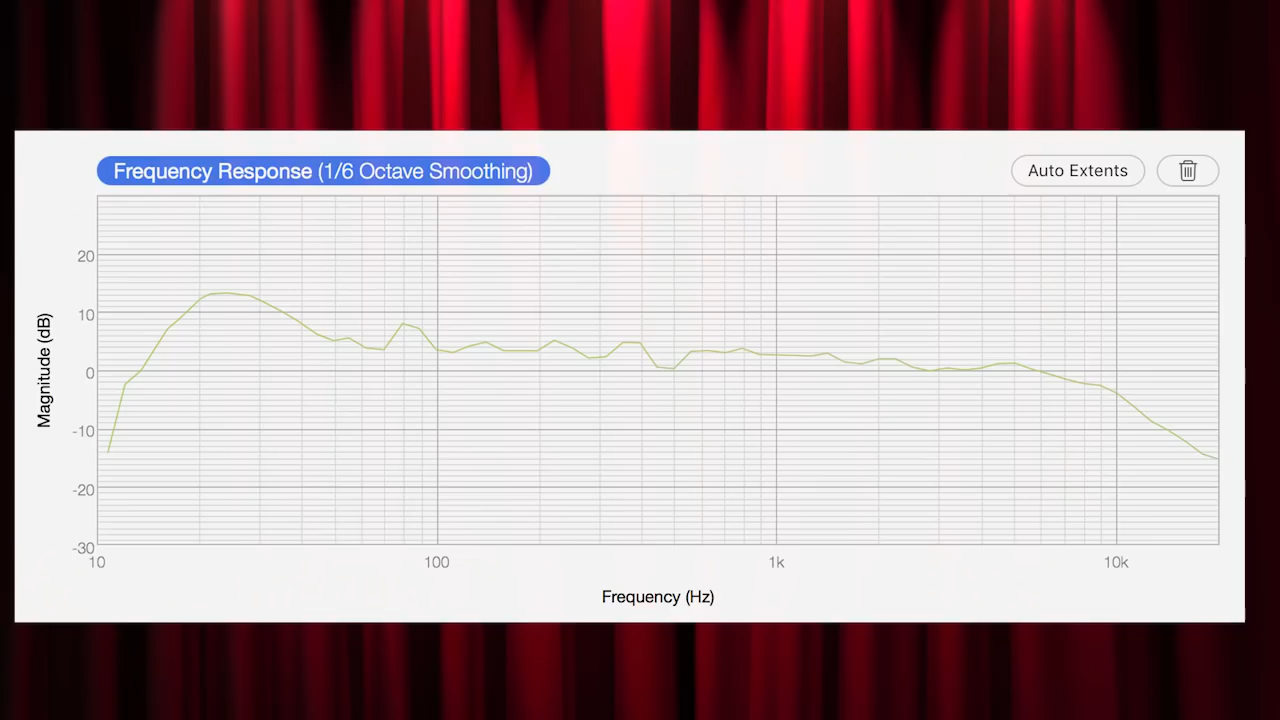 Frequency Response (1/6 Octave Smoothing)
Auto Extents
20
10
0
-10
-20
-30
Magnitude (dB)
10
100
1k
10k
Frequency (Hz)